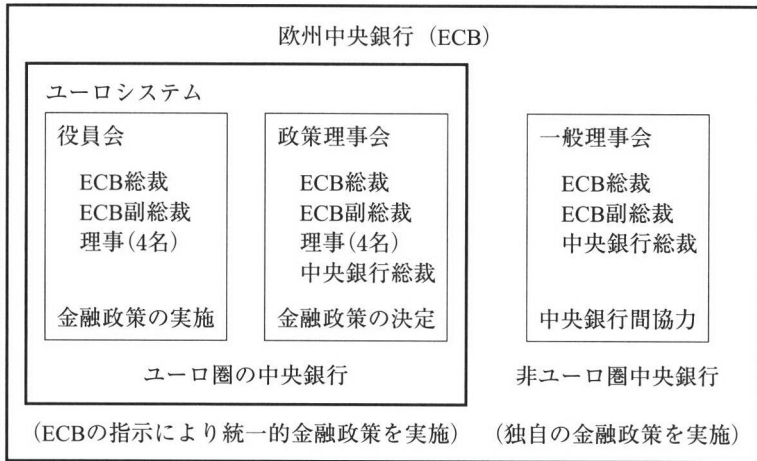 欧州中央銀行（ECB）
ユーロシステム
役員会
ECB総裁
ECB副総裁
理事(4名)
金融政策の実施
政策理事会
ECB総裁
ECB副総裁
理事(4名)
中央銀行総裁
金融政策の決定
一般理事会
ECB総裁
ECB副総裁
中央銀行総裁
中央銀行間協力
ユーロ圏の中央銀行
非ユーロ圏中央銀行
（ECBの指示により統一的金融政策を実施）
（独自の金融政策を実施）